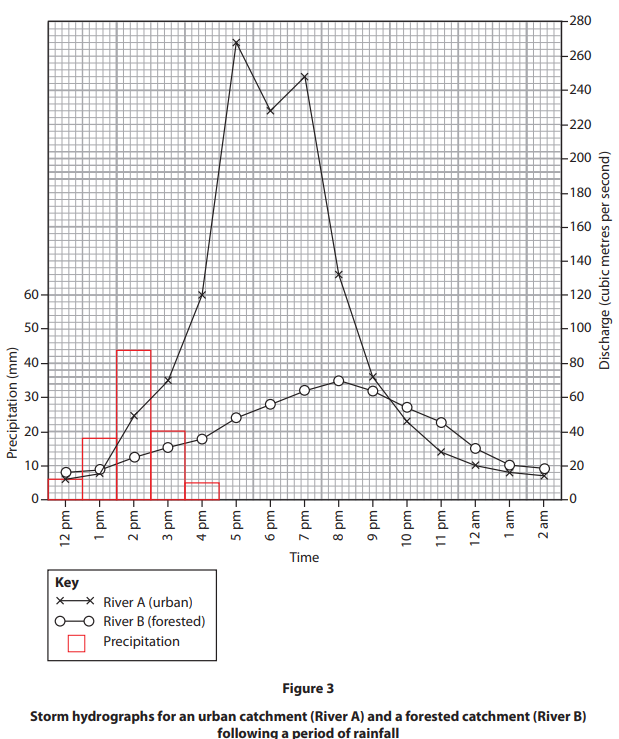 280
260
240
220
200
180
160
140
120
100
80
60
40
20
0
Discharge (cubic metres per second)
60
50
40
30
20
10
0
Precipitation (mm)
12 pm
1 pm
2 pm
3 pm
4 pm
5 pm
6 pm
7 pm
8 pm
9 pm
10 pm
11 pm
12 am
1 am
2 am
Time
Key
River A (urban)
River B (forested)
Precipitation
Figure 3
Storm hydrographs for an urban catchment (River A) and a forested catchment (River B)
following a period of rainfall